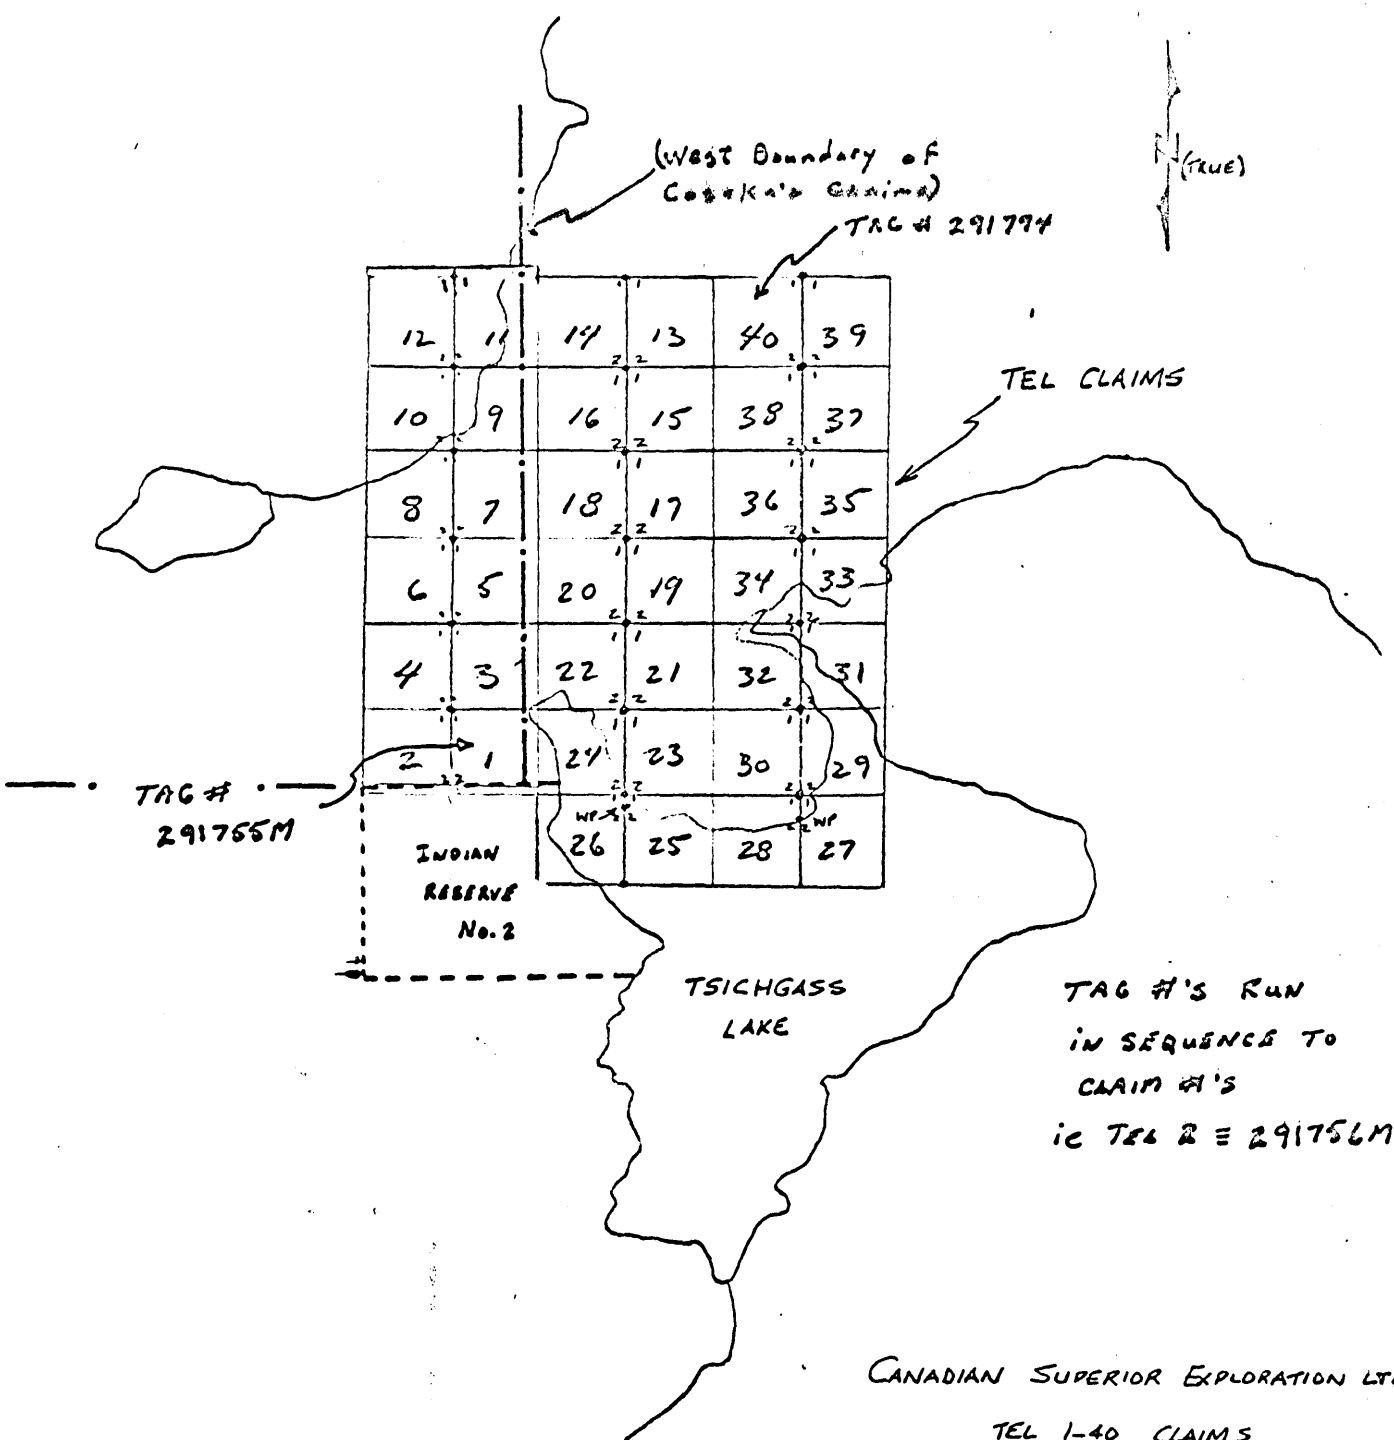 (West Boundary of
Coseka's Claims)
TAG # 291794
N (TRUE)
12 11 14 13 40 39
TEL CLAIMS
10 9 16 15 38 37
8 7 18 17 36 35
6 5 20 19 34 33
4 3 22 21 32 31
2 1 24 23 30 29
TAG #
291755M
WP WP
26 25 28 27
INDIAN
RESERVE
No. 2
TSICHGASS
LAKE
TAG #'S RUN
IN SEQUENCE TO
CLAIM #'S
ie TEL 2 ≡ 291756M
CANADIAN SUPERIOR EXPLORATION LTD
TEL 1-40 CLAIMS